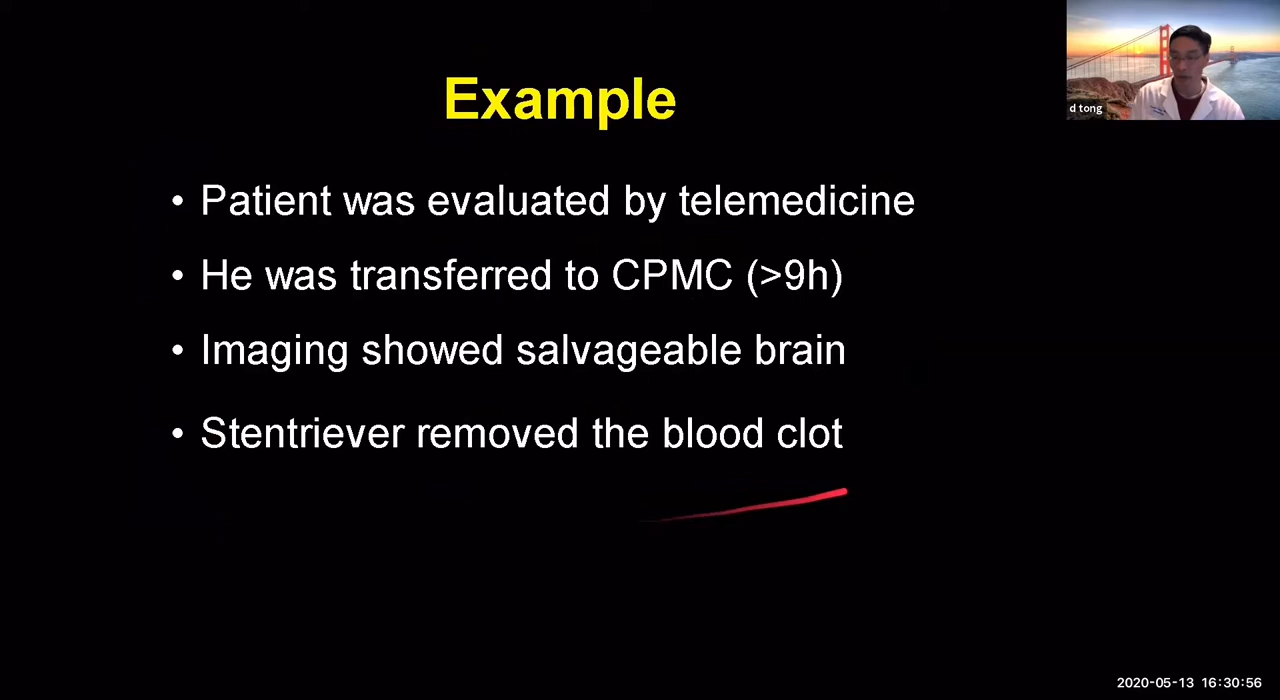 Example
d tong
• Patient was evaluated by telemedicine
• He was transferred to CPMC (>9h)
• Imaging showed salvageable brain
• Stentriever removed the blood clot
2020-05-13 16:30:56